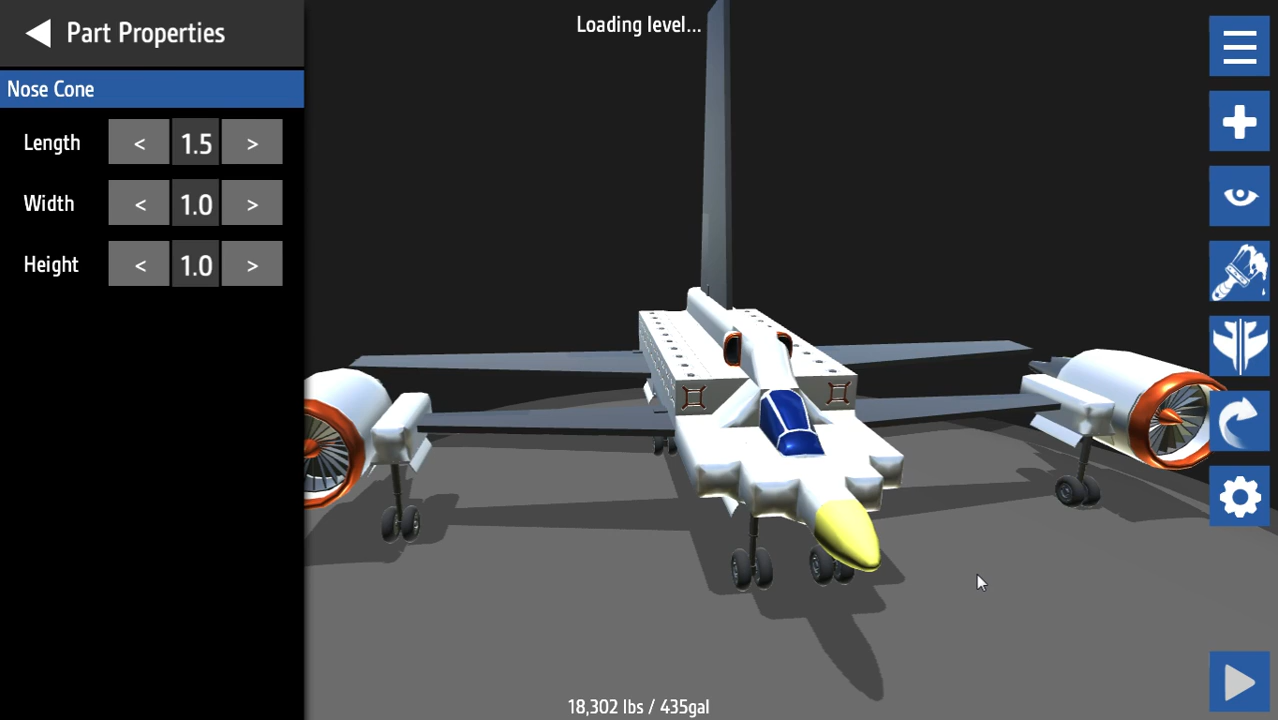 Part Properties
Loading level...
Nose Cone
Length < 1.5 >
Width < 1.0 >
Height < 1.0 >
18,302 lbs / 435gal